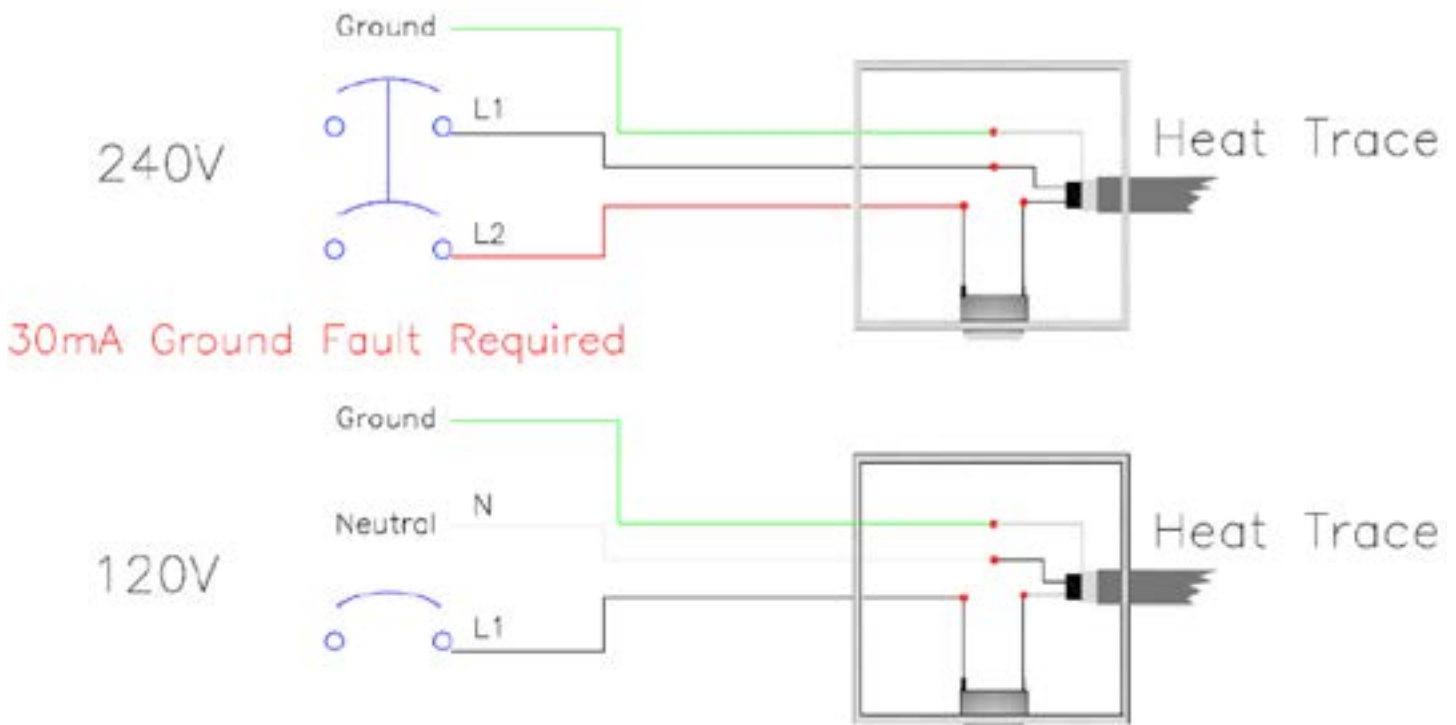 Ground
L1
240V
Heat Trace
L2
30mA Ground Fault Required
Ground
N
Neutral
Heat Trace
120V
L1